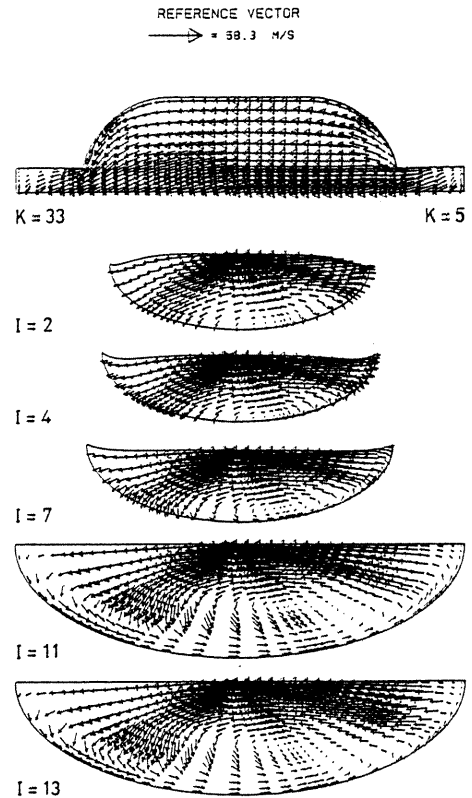 REFERENCE VECTOR
= 58.3 M/S
K = 33
K = 5
I = 2
I = 4
I = 7
I = 11
I = 13